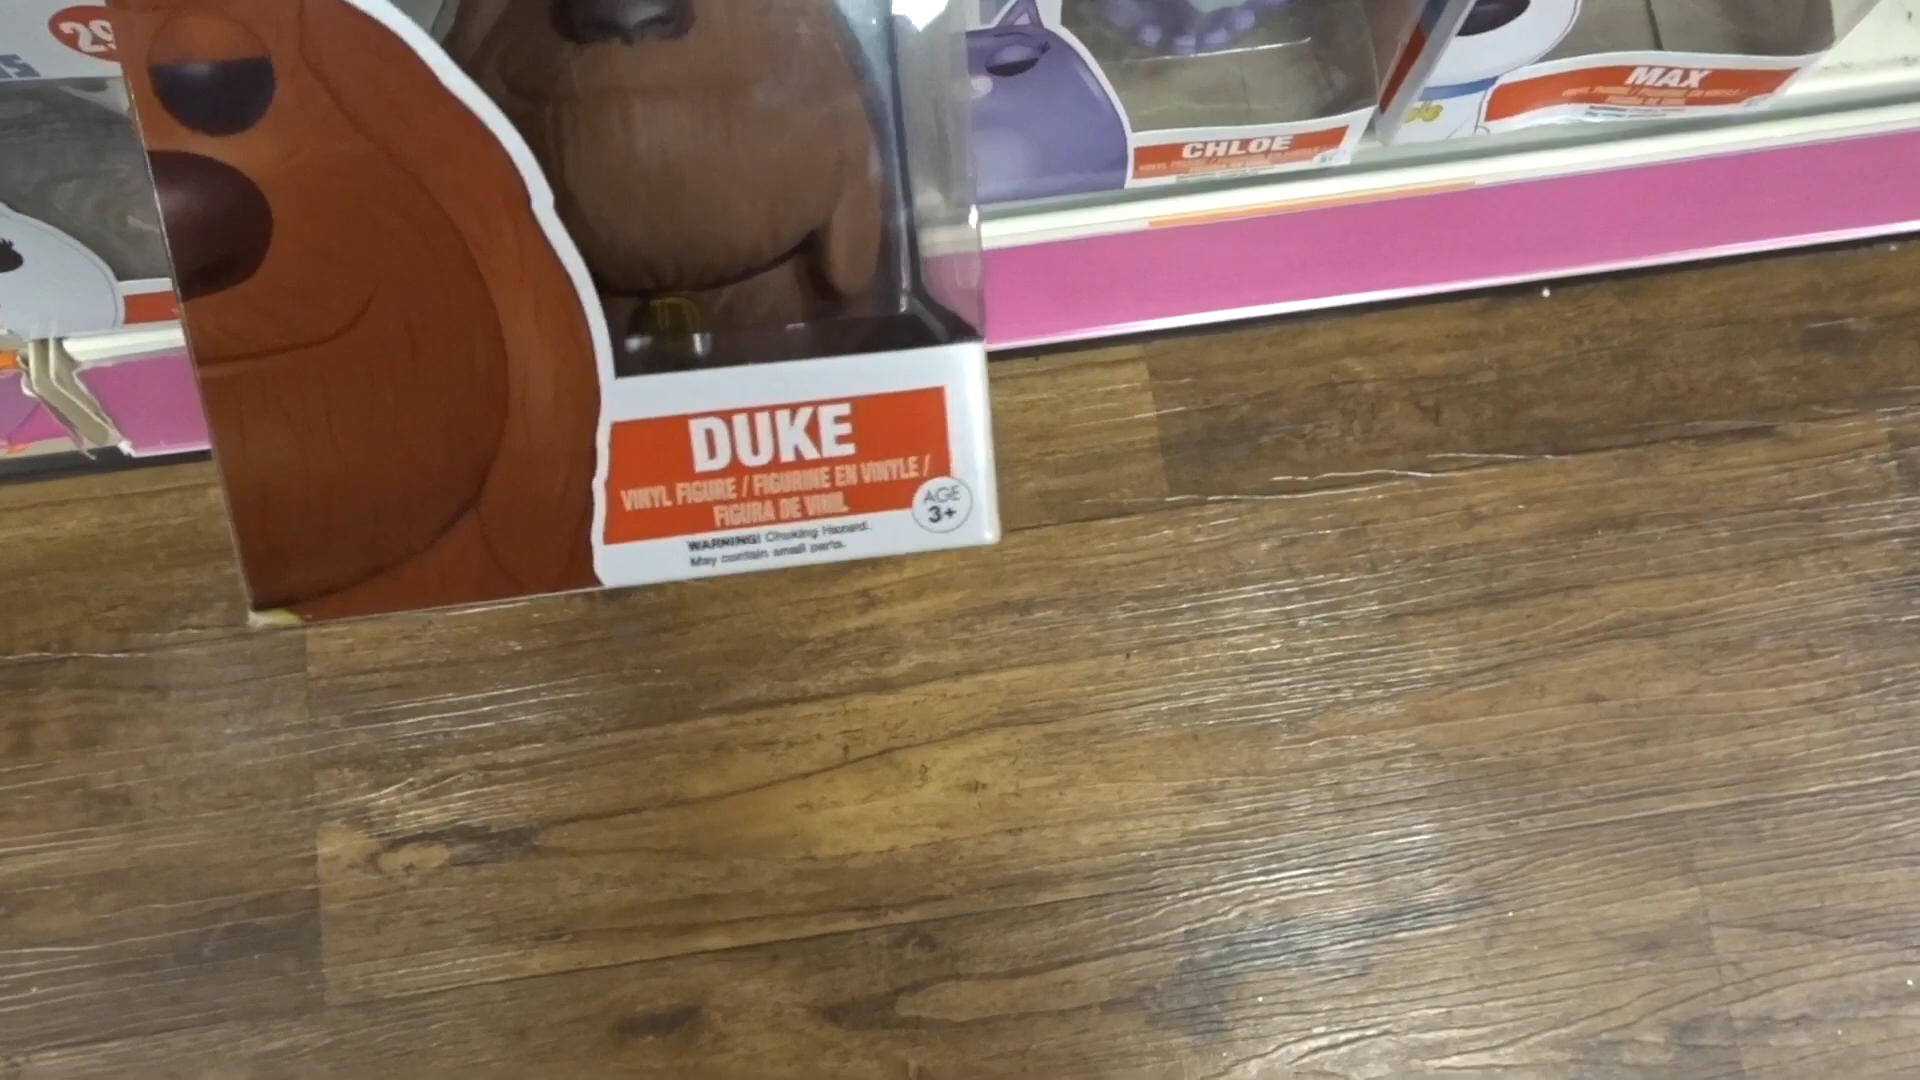 29
DUKE
VINYL FIGURE / FIGURINE EN VINYLE /
FIGURA DE VINIL
AGE
3+
WARNING! Choking Hazard.
May contain small parts.
CHLOE
MAX